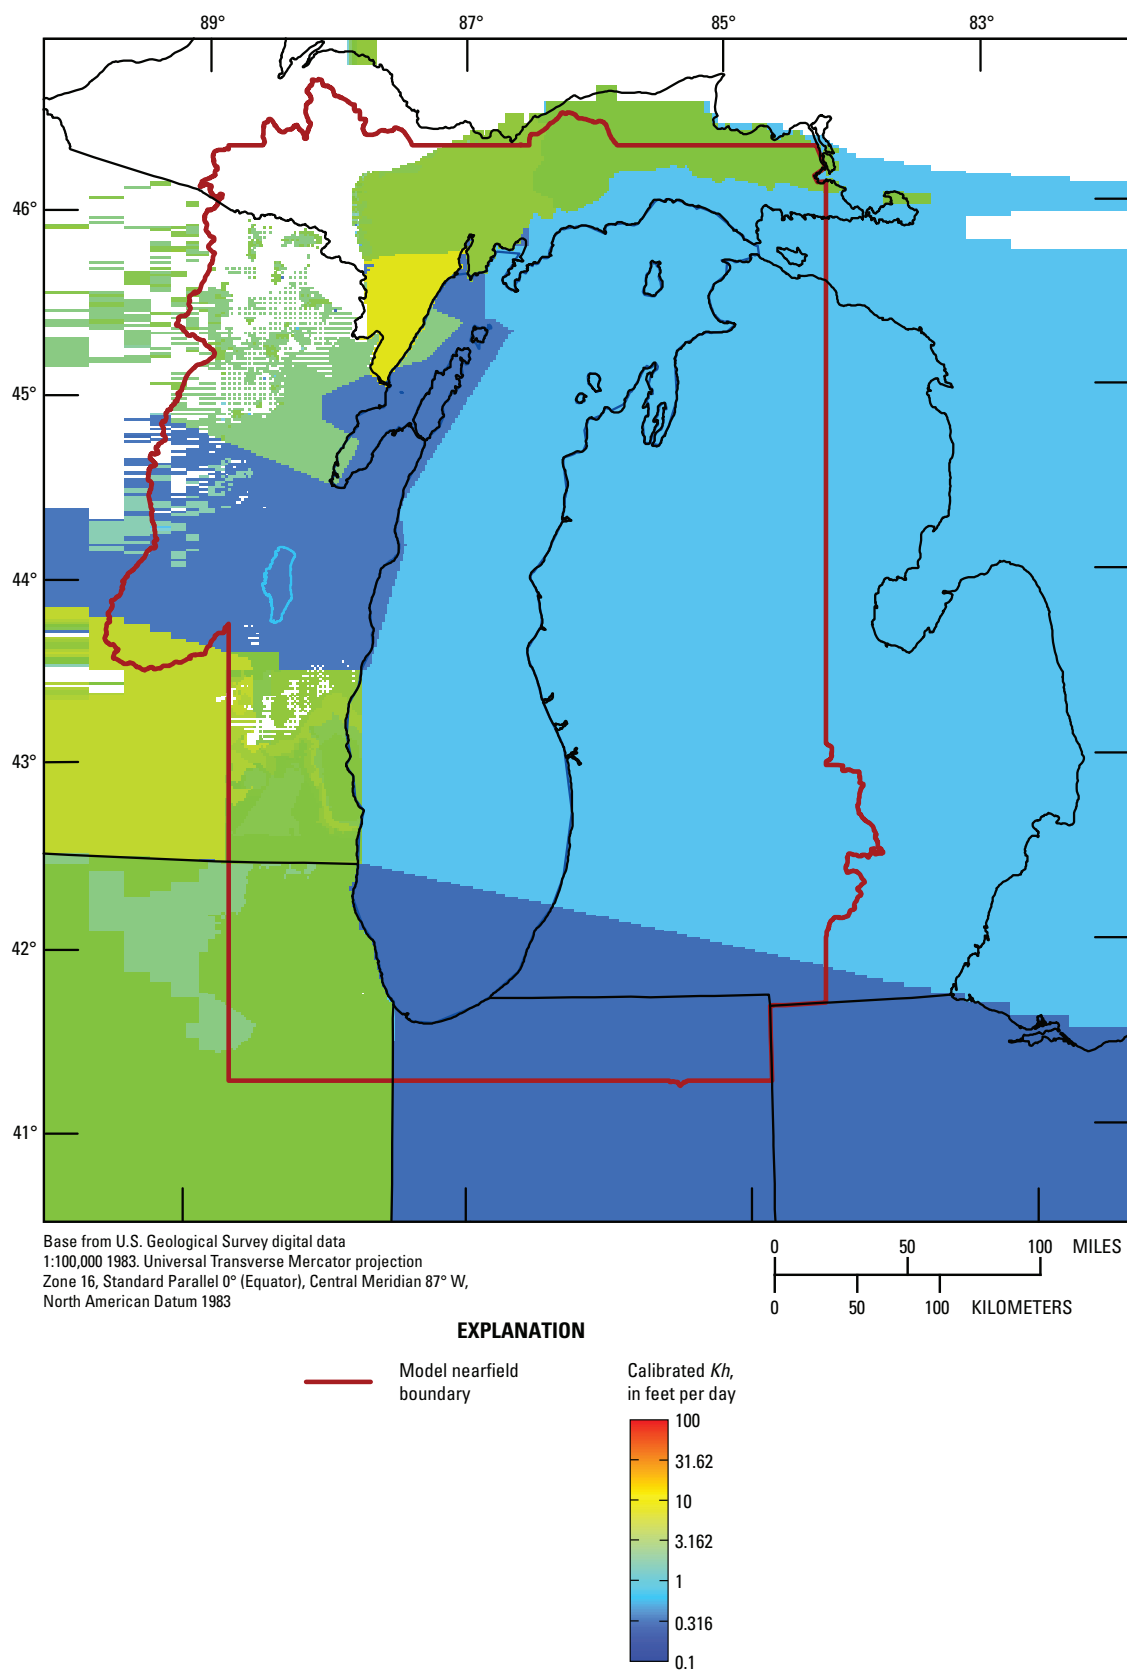 89°
87°
85°
83°
46°
45°
44°
43°
42°
41°
Base from U.S. Geological Survey digital data
1:100,000 1983. Universal Transverse Mercator projection
Zone 16, Standard Parallel 0° (Equator), Central Meridian 87° W,
North American Datum 1983
0 50 100 MILES
0 50 100 KILOMETERS
EXPLANATION
Model nearfield
boundary
Calibrated Kh,
in feet per day
100
31.62
10
3.162
1
0.316
0.1